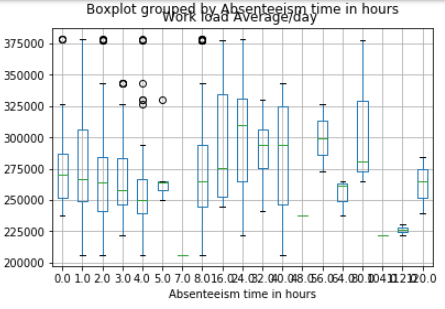 Boxplot grouped by Absenteeism time in hours
Work load Average/day
375000
350000
325000
300000
275000
250000
225000
200000
0.0 1.0 2.0 3.0 4.0 5.0 7.0 8.0 16.0 24.0 32.0 40.0 48.0 56.0 64.0 80.0 104.0 112.0 120.0
Absenteeism time in hours